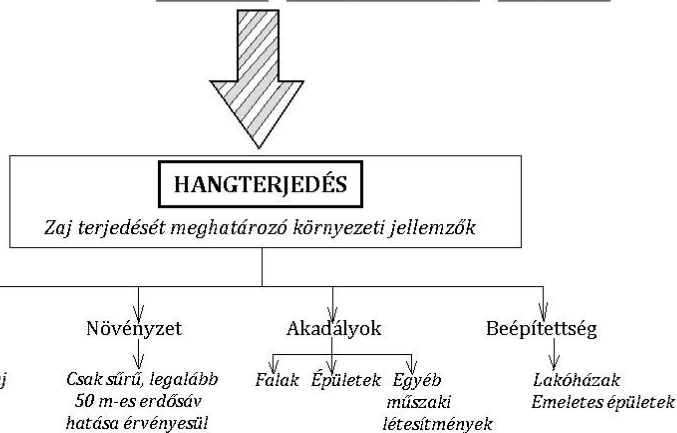 HANGTERJEDÉS
Zaj terjedését meghatározó környezeti jellemzők
Növényzet
Akadályok
Beépítettség
Csak sűrű, legalább
50 m-es erdősáv
hatása érvényesül
Falak
Épületek
Egyéb
műszaki
létesítmények
Lakóházak
Emeletes épületek